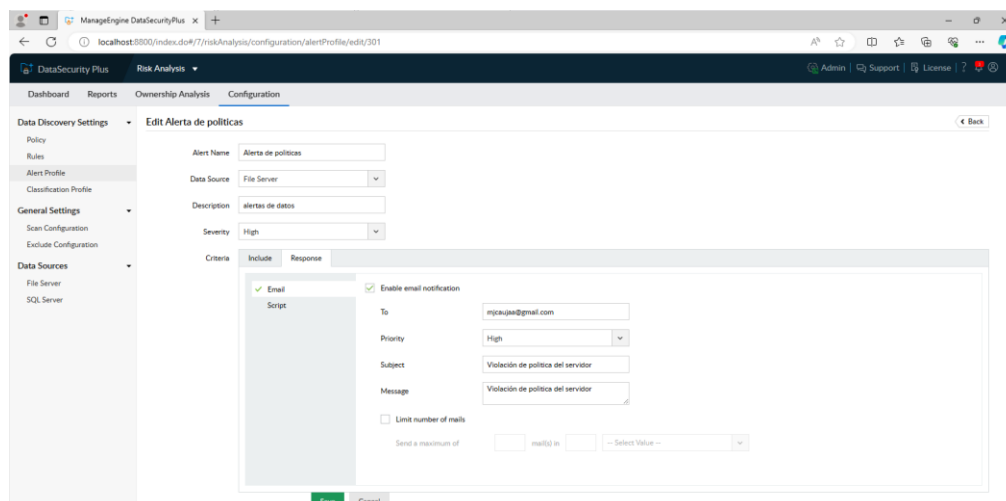 ManageEngine DataSecurityPlus
localhost:8800/index.do#/7/riskAnalysis/configuration/alertProfile/edit/301
DataSecurity Plus Risk Analysis Admin | Support | License | ?
Dashboard Reports Ownership Analysis Configuration
Data Discovery Settings
Policy
Rules
Alert Profile
Classification Profile
General Settings
Scan Configuration
Exclude Configuration
Data Sources
File Server
SQL Server
Edit Alerta de politicas Back
Alert Name Alerta de politicas
Data Source File Server
Description alertas de datos
Severity High
Criteria Include Response
Email
Script
Enable email notification
To mjcaujaa@gmail.com
Priority High
Subject Violación de politica del servidor
Message Violación de politica del servidor
Limit number of mails
Send a maximum of mail(s) in -- Select Value --
Save Cancel